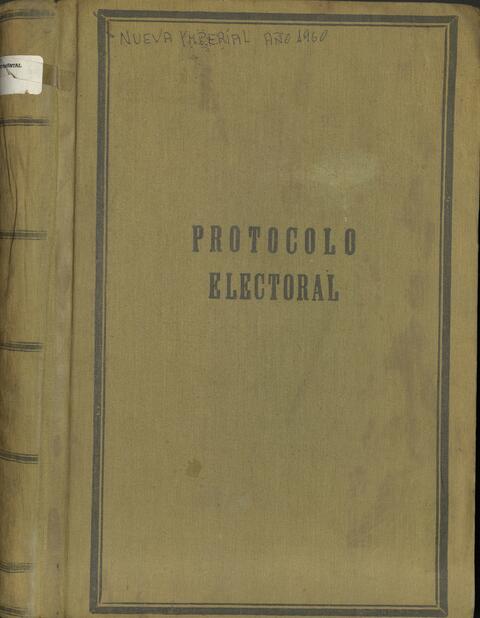 NUEVA IMPERIAL AÑO 1960
PROTOCOLO
ELECTORAL